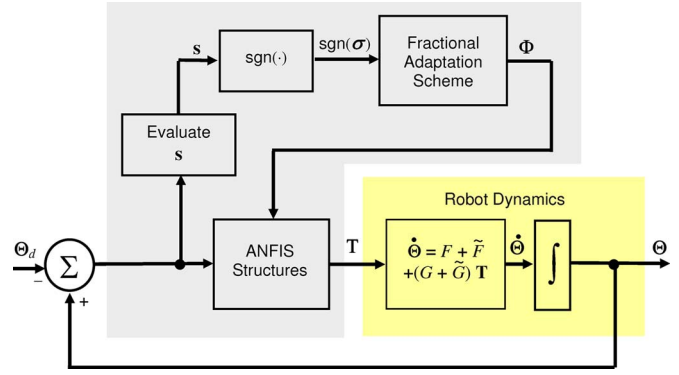 s
sgn(·)
sgn(σ)
Fractional
Adaptation
Scheme
Φ
Evaluate
s
Robot Dynamics
Θd
−
Σ
+
ANFIS
Structures
T
Θ̇ = F + F̃
+(G + G̃) T
Θ̇
∫
Θ